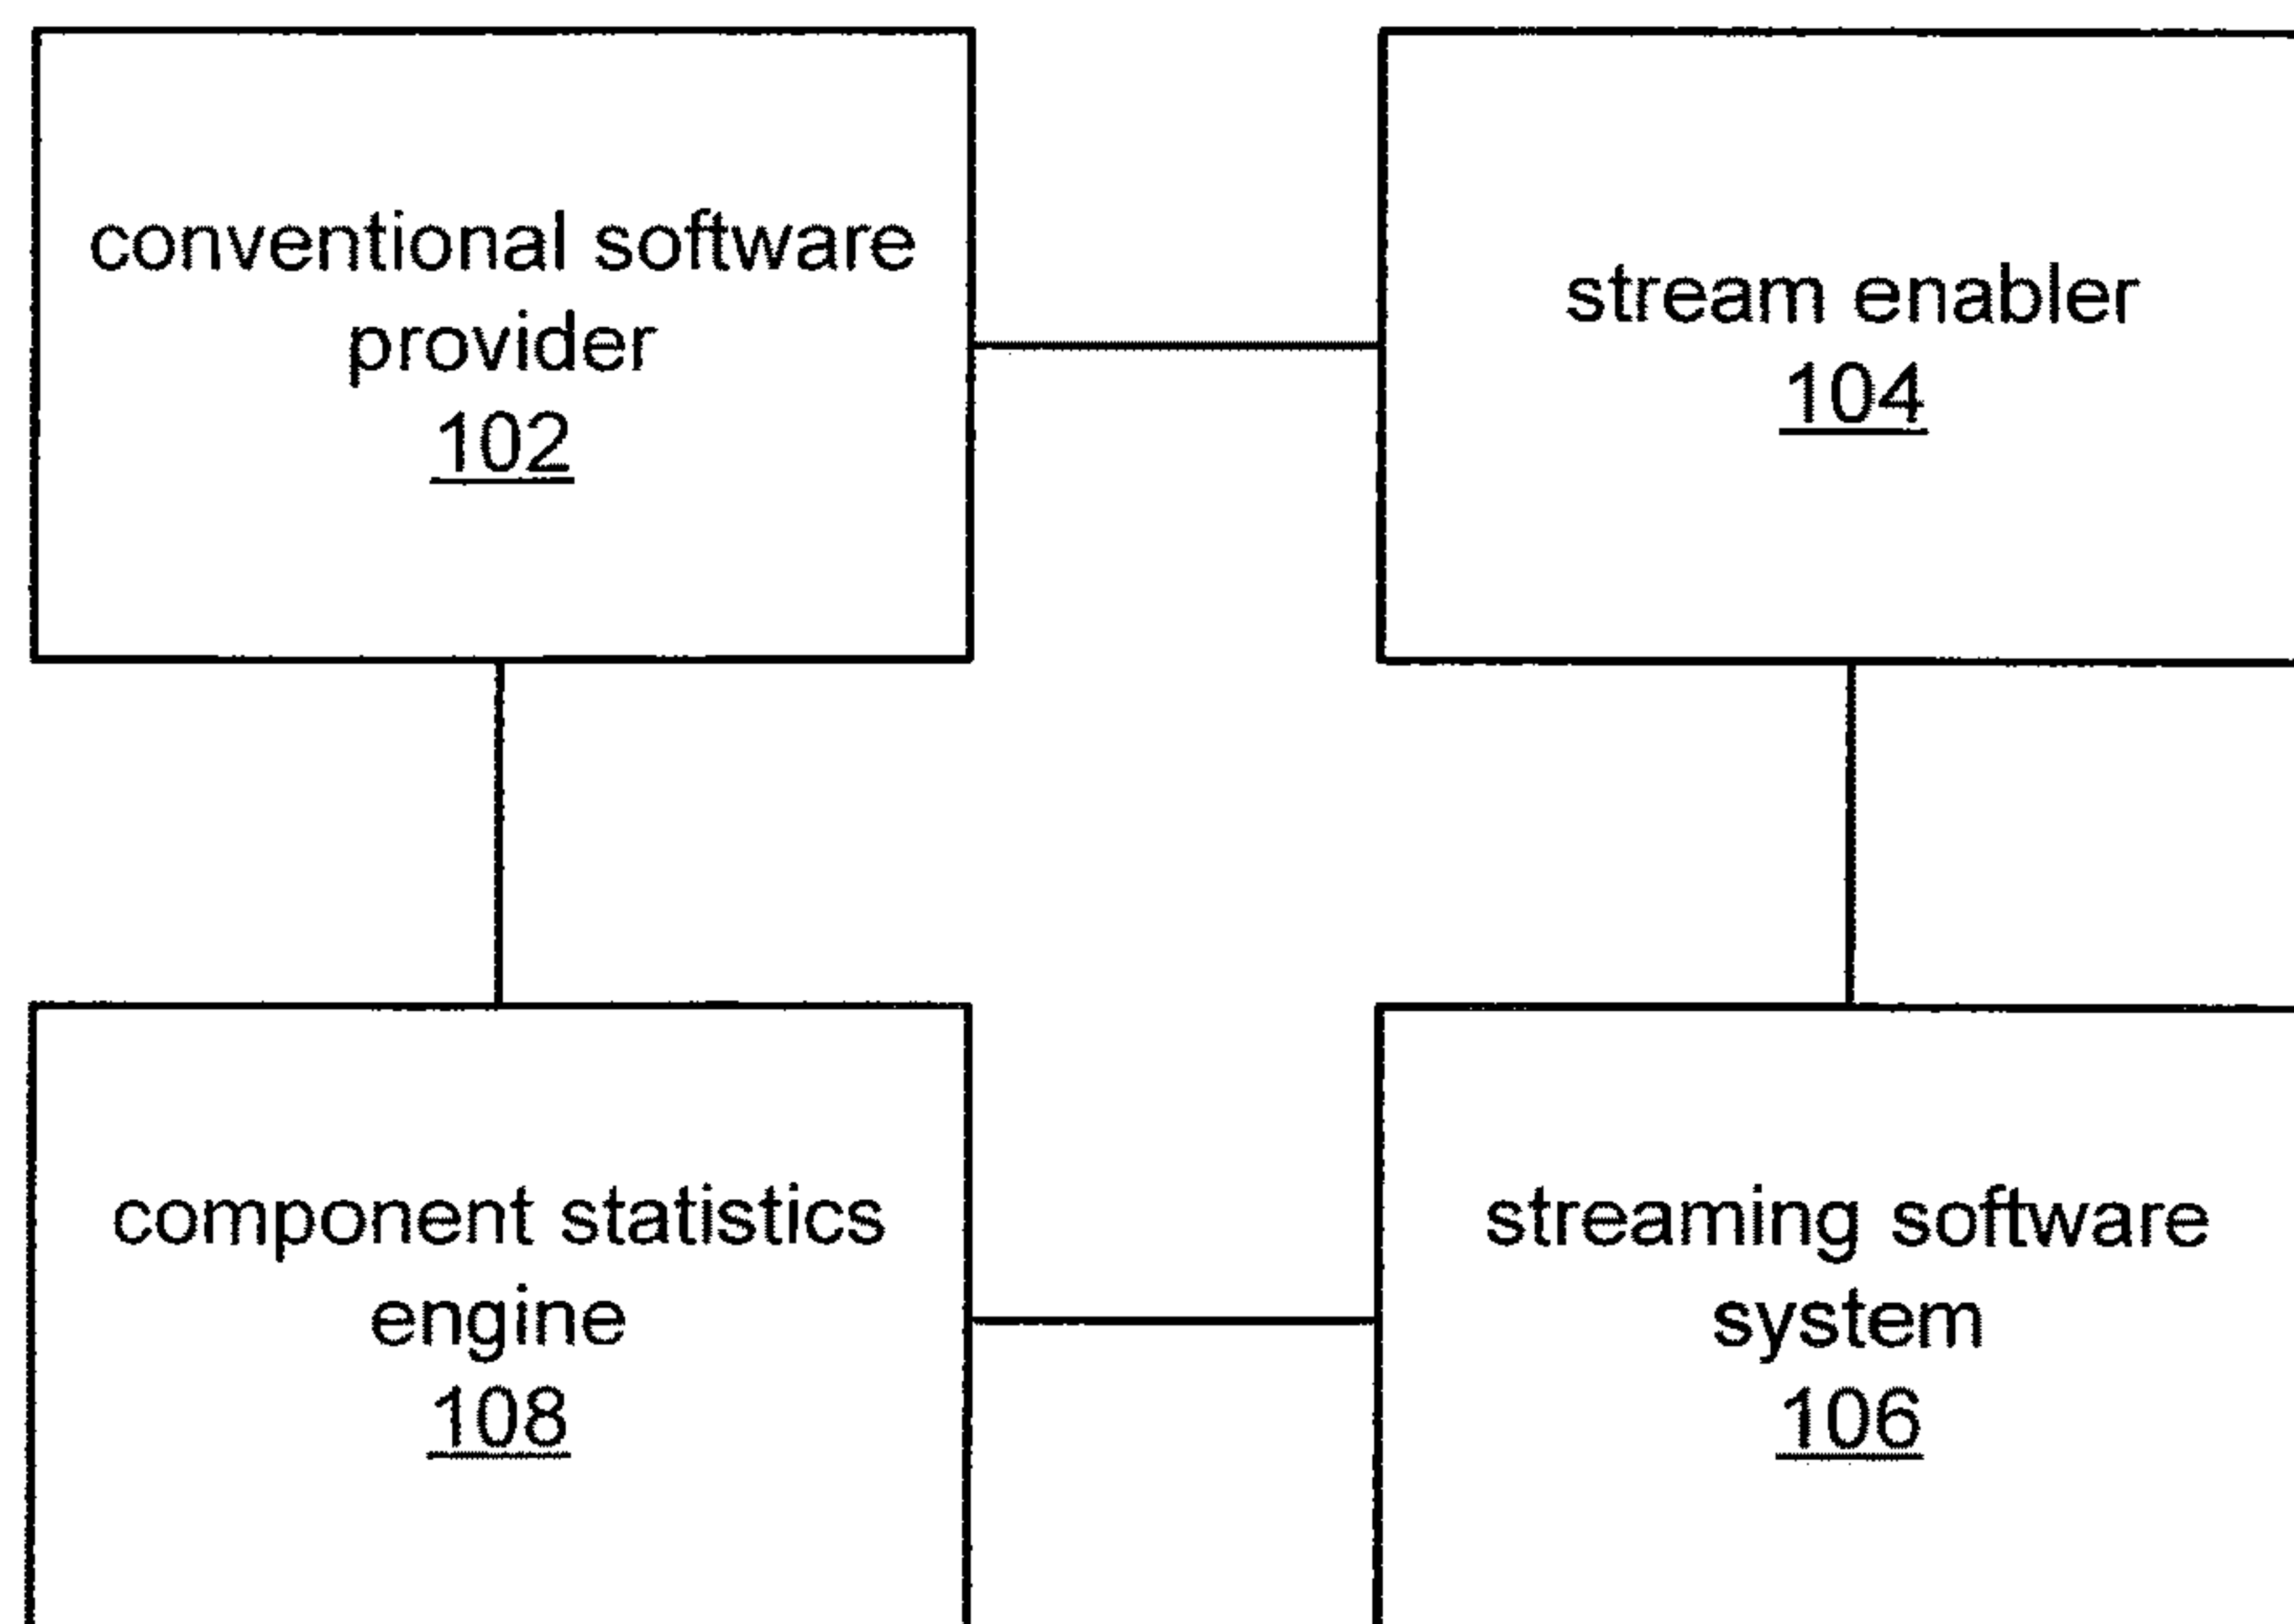 conventional software
provider
102
stream enabler
104
component statistics
engine
108
streaming software
system
106